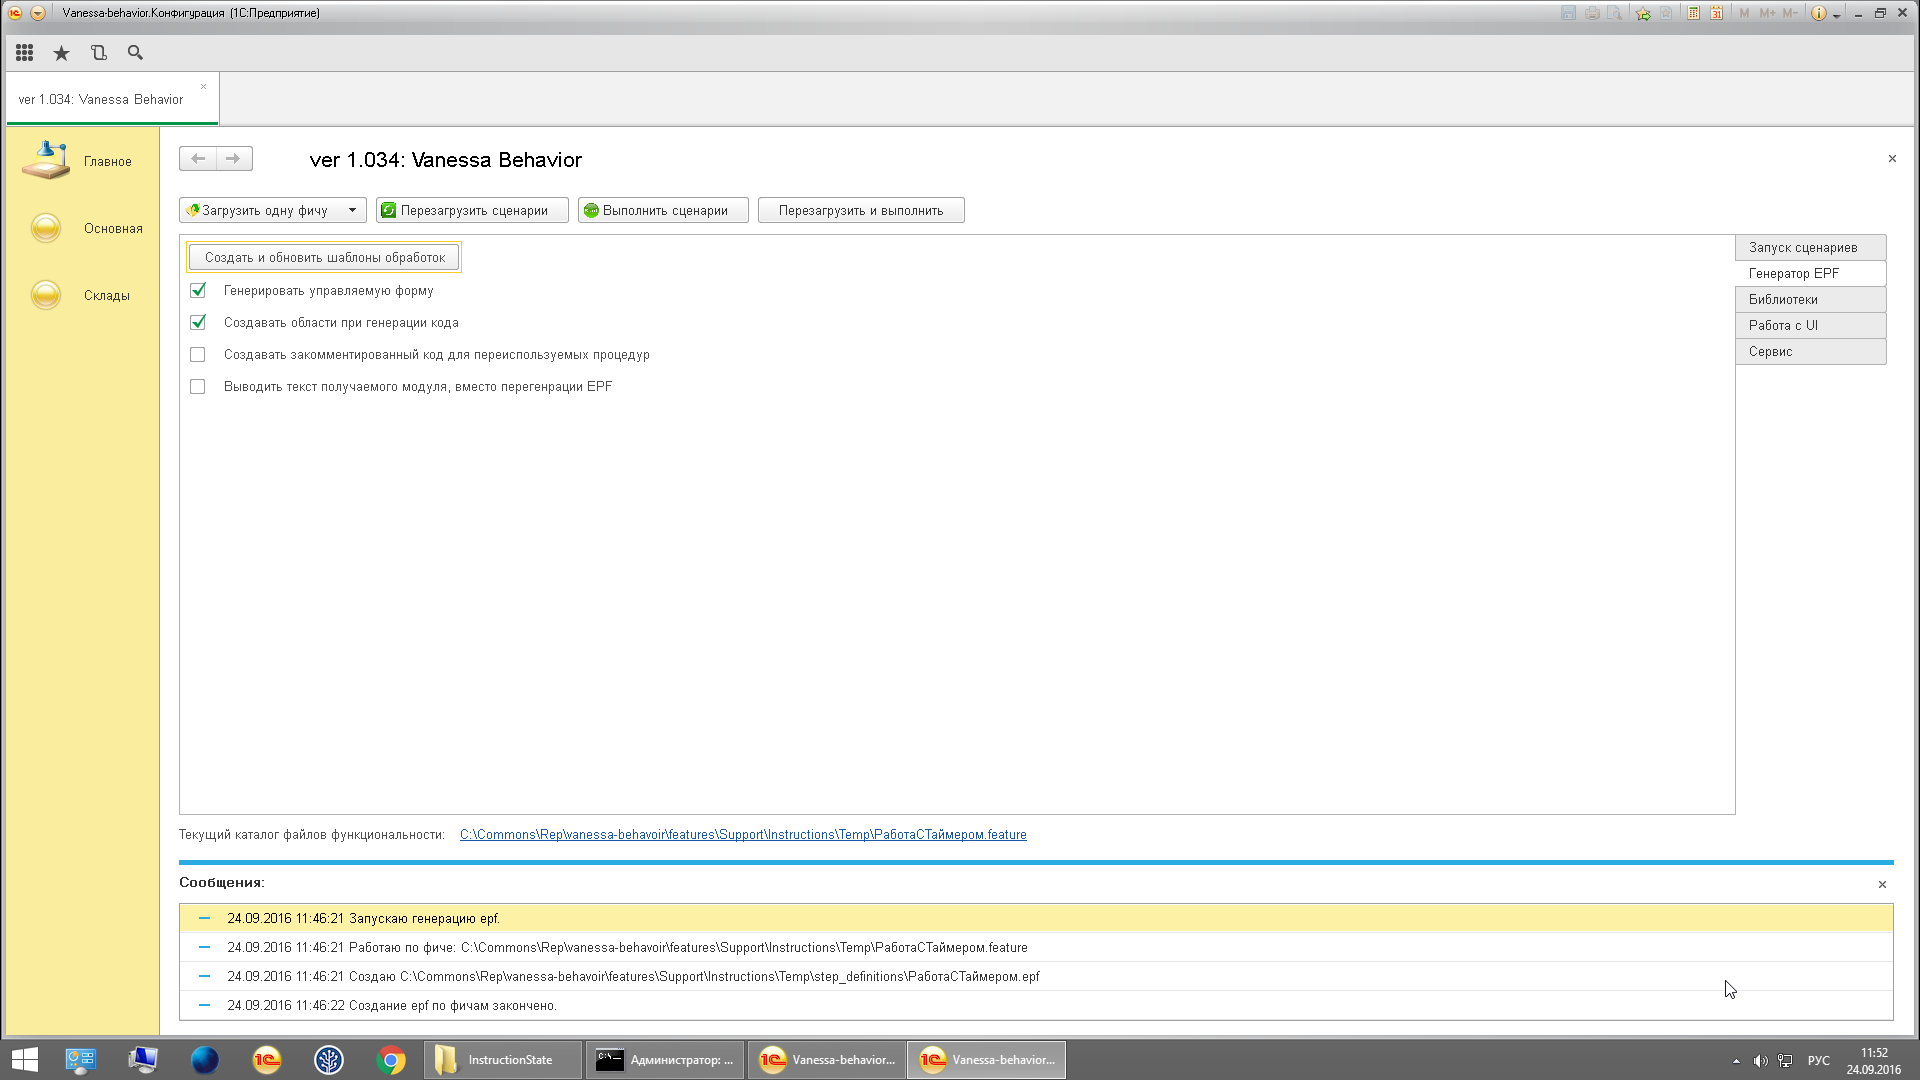 Vanessa-behavior.Конфигурация (1С:Предприятие)
M M+ M-
ver 1.034: Vanessa Behavior
Главное
Основная
Склады
ver 1.034: Vanessa Behavior
Загрузить одну фичу
Перезагрузить сценарии
Выполнить сценарии
Перезагрузить и выполнить
Создать и обновить шаблоны обработок
Генерировать управляемую форму
Создавать области при генерации кода
Создавать закомментированный код для переиспользуемых процедур
Выводить текст получаемого модуля, вместо перегенрации EPF
Запуск сценариев
Генератор EPF
Библиотеки
Работа с UI
Сервис
Текущий каталог файлов функциональности: C:\Commons\Rep\vanessa-behavoir\features\Support\Instructions\Temp\РаботаСТаймером.feature
Сообщения:
24.09.2016 11:46:21 Запускаю генерацию epf.
24.09.2016 11:46:21 Работаю по фиче: C:\Commons\Rep\vanessa-behavoir\features\Support\Instructions\Temp\РаботаСТаймером.feature
24.09.2016 11:46:21 Создаю C:\Commons\Rep\vanessa-behavoir\features\Support\Instructions\Temp\step_definitions\РаботаСТаймером.epf
24.09.2016 11:46:22 Создание epf по фичам закончено.
InstructionState
Администратор: ...
Vanessa-behavior...
Vanessa-behavior...
РУС
11:52
24.09.2016